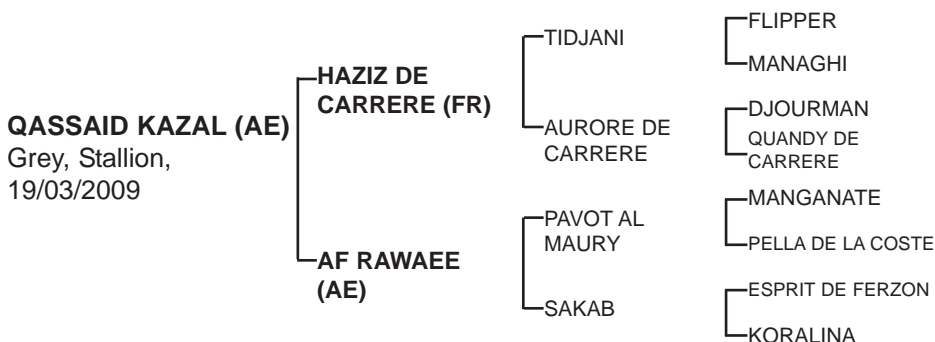 QASSAID KAZAL (AE)
Grey, Stallion,
19/03/2009
HAZIZ DE
CARRERE (FR)
AF RAWAEE
(AE)
TIDJANI
AURORE DE
CARRERE
PAVOT AL
MAURY
SAKAB
FLIPPER
MANAGHI
DJOURMAN
QUANDY DE
CARRERE
MANGANATE
PELLA DE LA COSTE
ESPRIT DE FERZON
KORALINA